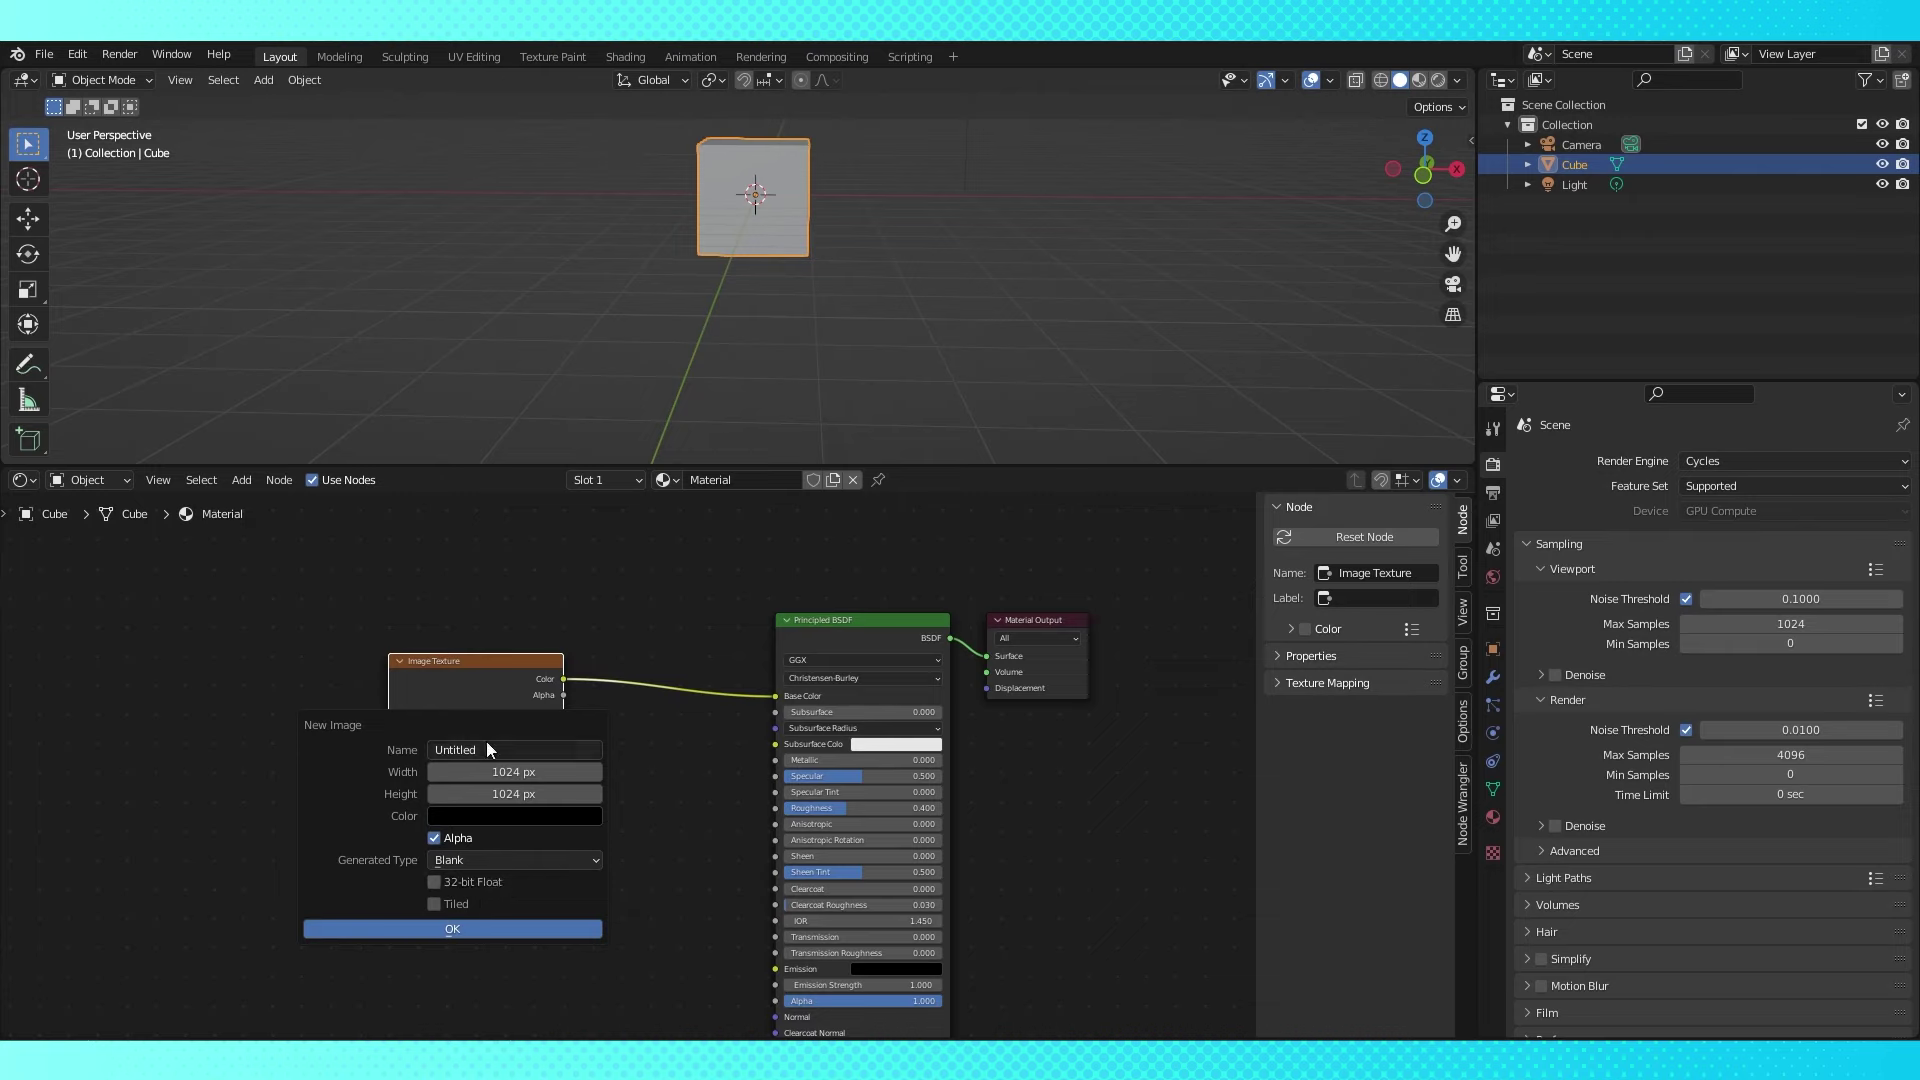 File Edit Render Window Help Layout Modeling Sculpting UV Editing Texture Paint Shading Animation Rendering Compositing Scripting + Scene View Layer
Object Mode View Select Add Object Global
Options
User Perspective
(1) Collection | Cube
Z
X
Scene Collection
Collection
Camera
Cube
Light
Object View Select Add Node Use Nodes Slot 1 Material
Cube > Cube > Material
Image Texture
Color
Alpha
New Image
Name Untitled
Width 1024 px
Height 1024 px
Color
Alpha
Generated Type Blank
32-bit Float
Tiled
OK
Principled BSDF
BSDF
GGX
Christensen-Burley
Base Color
Subsurface 0.000
Subsurface Radius
Subsurface Colo
Metallic 0.000
Specular 0.500
Specular Tint 0.000
Roughness 0.400
Anisotropic 0.000
Anisotropic Rotation 0.000
Sheen 0.000
Sheen Tint 0.500
Clearcoat 0.000
Clearcoat Roughness 0.030
IOR 1.450
Transmission 0.000
Transmission Roughness 0.000
Emission
Emission Strength 1.000
Alpha 1.000
Normal
Clearcoat Normal
Material Output
All
Surface
Volume
Displacement
Node
Reset Node
Name: Image Texture
Label:
Color
Properties
Texture Mapping
Node
Tool
View
Group
Options
Node Wrangler
Scene
Render Engine Cycles
Feature Set Supported
Device GPU Compute
Sampling
Viewport
Noise Threshold 0.1000
Max Samples 1024
Min Samples 0
Denoise
Render
Noise Threshold 0.0100
Max Samples 4096
Min Samples 0
Time Limit 0 sec
Denoise
Advanced
Light Paths
Volumes
Hair
Simplify
Motion Blur
Film